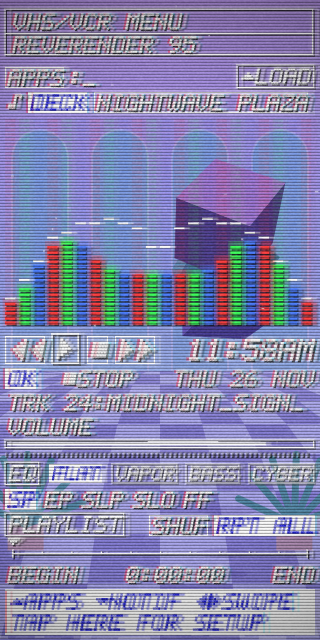 VHS/VCR MENU
REVERENDER 95
APPS:_ →LOAD
♪ DECK NIGHTWAVE PLAZA
11:59AM
OK ■STOP THU 26 NOV
TRK 24:MIDNIGHT_SIGNL
VOLUME
EQ FLAT VAPOR BASS CYBER
SP EP SLP SLO FF
PLAYLIST SHUF RPT ALL
BEGIN 0:00:00 END
APPS NOTIF SWIPE
TAP HERE FOR SETUP